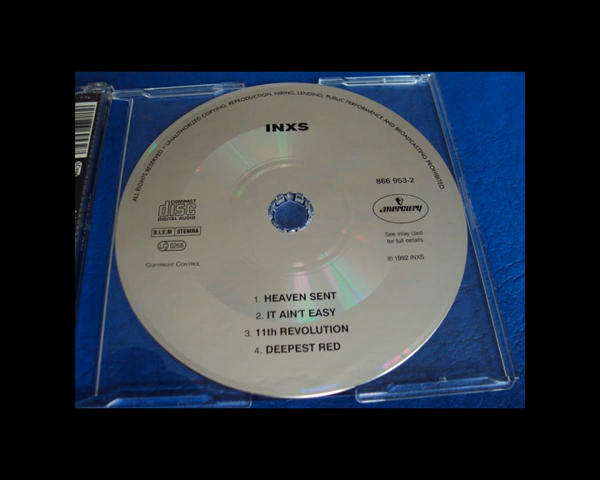 ALL RIGHTS RESERVED • UNAUTHORIZED COPYING, REPRODUCTION, HIRING, LENDING, PUBLIC PERFORMANCE AND BROADCASTING PROHIBITED.
INXS
866 953-2
COMPACT
disc
DIGITAL AUDIO
mercury
B.I.E.M STEMRA
See inlay card
for full details
LC 0268
℗ 1992 INXS
COPYRIGHT CONTROL
1. HEAVEN SENT
2. IT AIN'T EASY
3. 11th REVOLUTION
4. DEEPEST RED